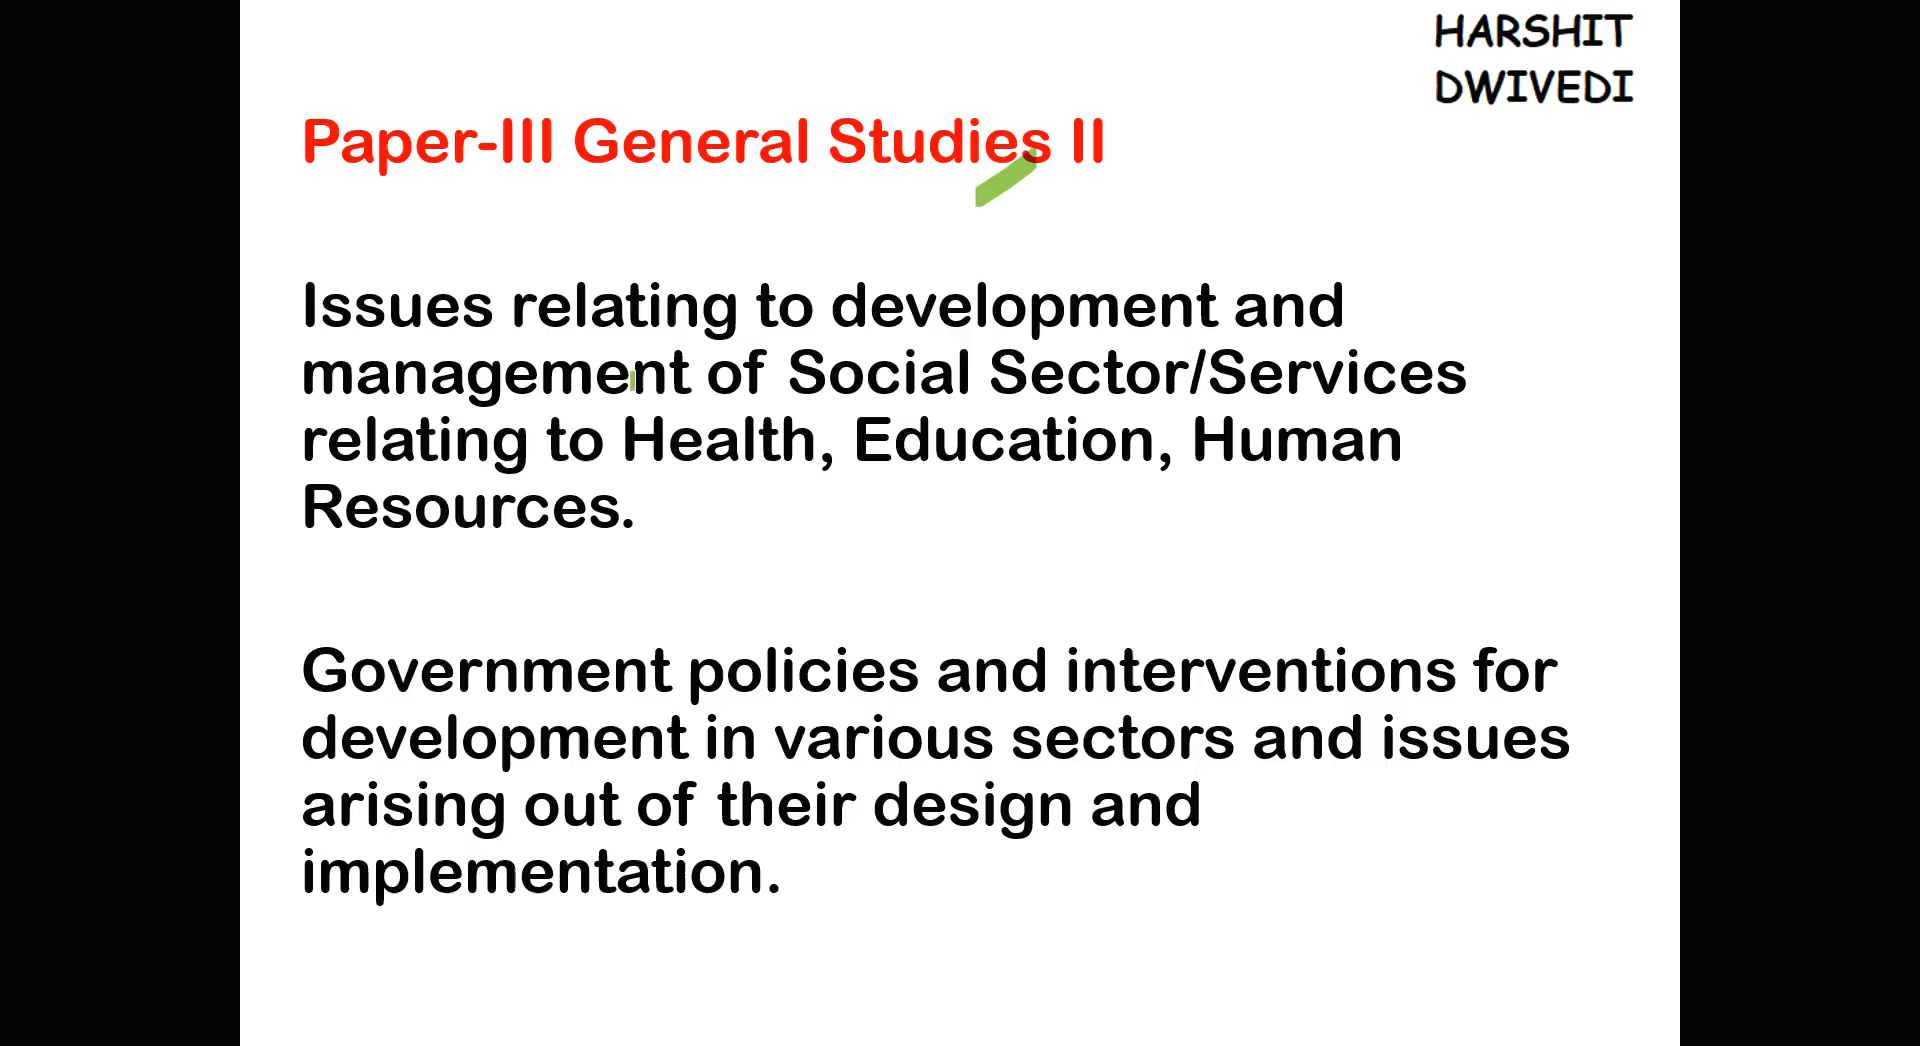 HARSHIT
DWIVEDI
Paper-III General Studies II
Issues relating to development and
management of Social Sector/Services
relating to Health, Education, Human
Resources.
Government policies and interventions for
development in various sectors and issues
arising out of their design and
implementation.